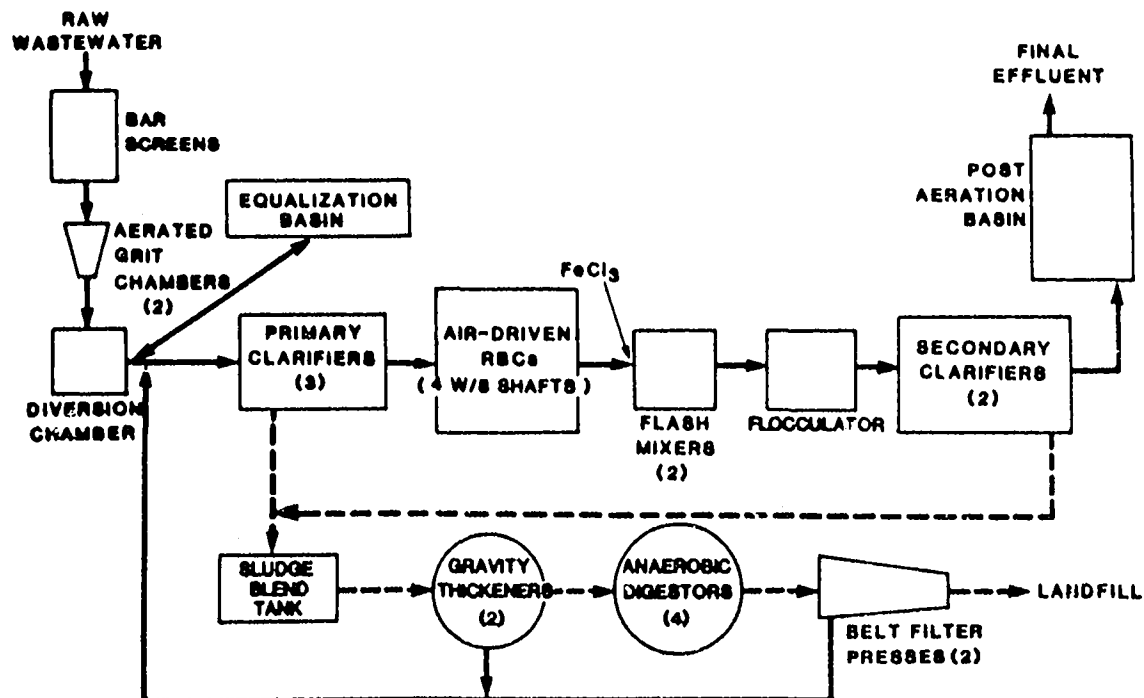 RAW
WASTEWATER
BAR
SCREENS
AERATED
GRIT
CHAMBERS
(2)
DIVERSION
CHAMBER
EQUALIZATION
BASIN
PRIMARY
CLARIFIERS
(3)
AIR-DRIVEN
RBCs
(4 W/8 SHAFTS)
FeCl3
FLASH
MIXERS
(2)
FLOCCULATOR
SECONDARY
CLARIFIERS
(2)
POST
AERATION
BASIN
FINAL
EFFLUENT
SLUDGE
BLEND
TANK
GRAVITY
THICKENERS
(2)
ANAEROBIC
DIGESTORS
(4)
BELT FILTER
PRESSES (2)
LANDFILL